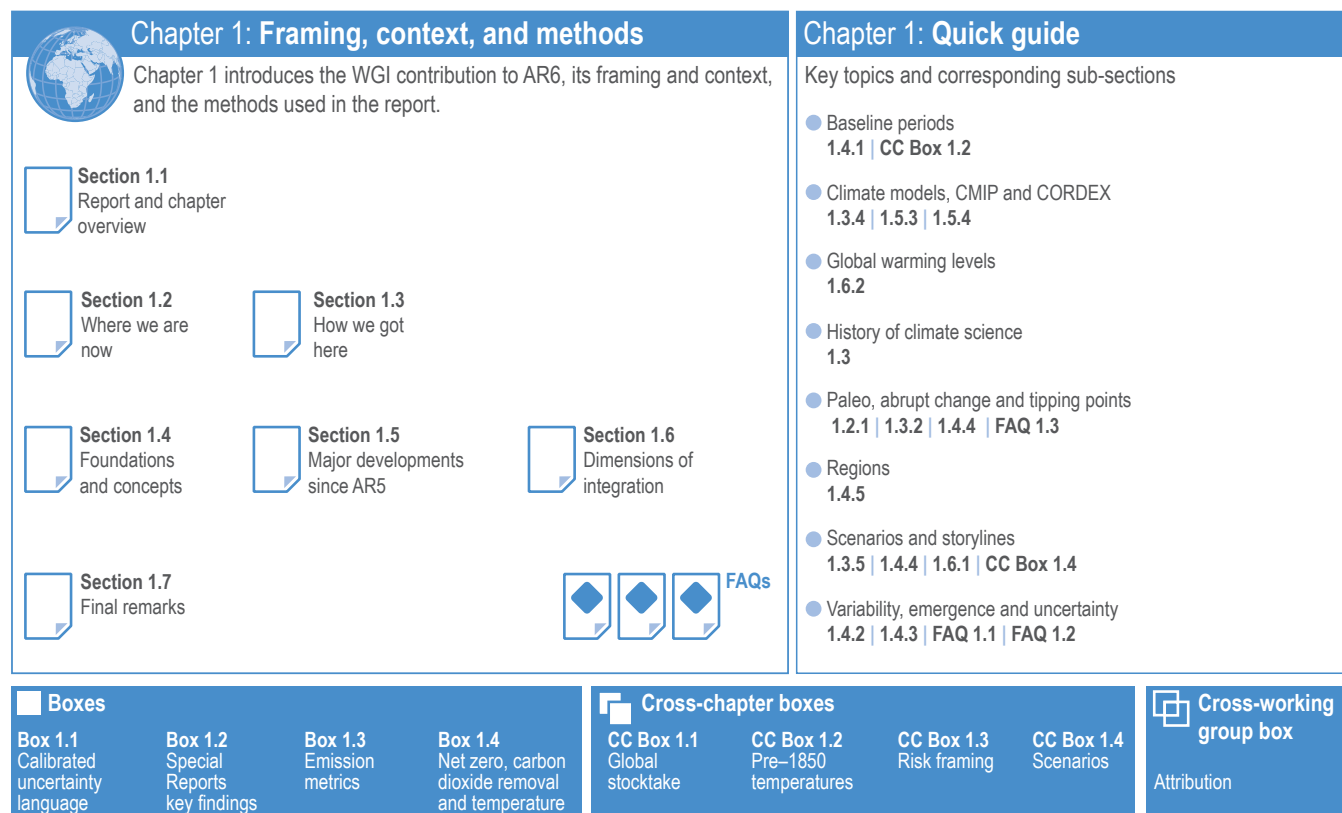 Chapter 1: Framing, context, and methods
Chapter 1 introduces the WGI contribution to AR6, its framing and context,
and the methods used in the report.
Section 1.1
Report and chapter
overview
Section 1.2
Where we are
now
Section 1.3
How we got
here
Section 1.4
Foundations
and concepts
Section 1.5
Major developments
since AR5
Section 1.6
Dimensions of
integration
Section 1.7
Final remarks
FAQs
Chapter 1: Quick guide
Key topics and corresponding sub-sections
Baseline periods
1.4.1 | CC Box 1.2
Climate models, CMIP and CORDEX
1.3.4 | 1.5.3 | 1.5.4
Global warming levels
1.6.2
History of climate science
1.3
Paleo, abrupt change and tipping points
1.2.1 | 1.3.2 | 1.4.4 | FAQ 1.3
Regions
1.4.5
Scenarios and storylines
1.3.5 | 1.4.4 | 1.6.1 | CC Box 1.4
Variability, emergence and uncertainty
1.4.2 | 1.4.3 | FAQ 1.1 | FAQ 1.2
Boxes
Box 1.1
Calibrated
uncertainty
language
Box 1.2
Special
Reports
key findings
Box 1.3
Emission
metrics
Box 1.4
Net zero, carbon
dioxide removal
and temperature
Cross-chapter boxes
CC Box 1.1
Global
stocktake
CC Box 1.2
Pre–1850
temperatures
CC Box 1.3
Risk framing
CC Box 1.4
Scenarios
Cross-working
group box
Attribution